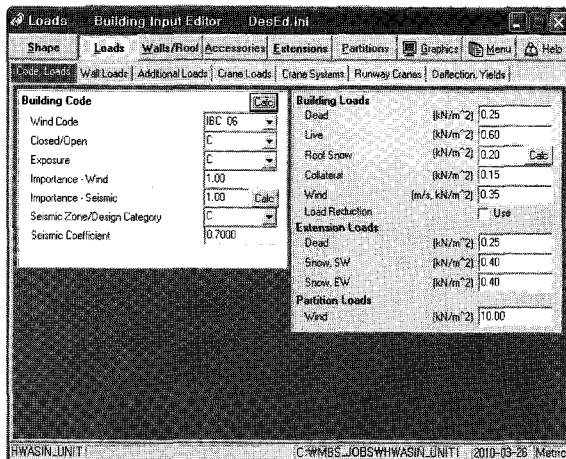 Loads Building Input Editor DesEd.ini
Shape Loads Walls/Roof Accessories Extensions Partitions Graphics Menu Help
Code, Loads Wall Loads Additional Loads Crane Loads Crane Systems Runway Cranes Deflection, Yields
Building Code Calc
Wind Code IBC 06
Closed/Open C
Exposure C
Importance - Wind 1.00
Importance - Seismic 1.00 Calc
Seismic Zone/Design Category C
Seismic Coefficient 0.7000
Building Loads
Dead (kN/m^2) 0.25
Live (kN/m^2) 0.60
Roof Snow (kN/m^2) 0.20 Calc
Collateral (kN/m^2) 0.15
Wind (m/s, kN/m^2) 0.35
Load Reduction Use
Extension Loads
Dead (kN/m^2) 0.25
Snow, SW (kN/m^2) 0.40
Snow, EW (kN/m^2) 0.40
Partition Loads
Wind (kN/m^2) 10.00
HWASIN_UNIT1 C:₩MBS_JOBS₩HWASIN_UNIT1 2010-03-26 Metric